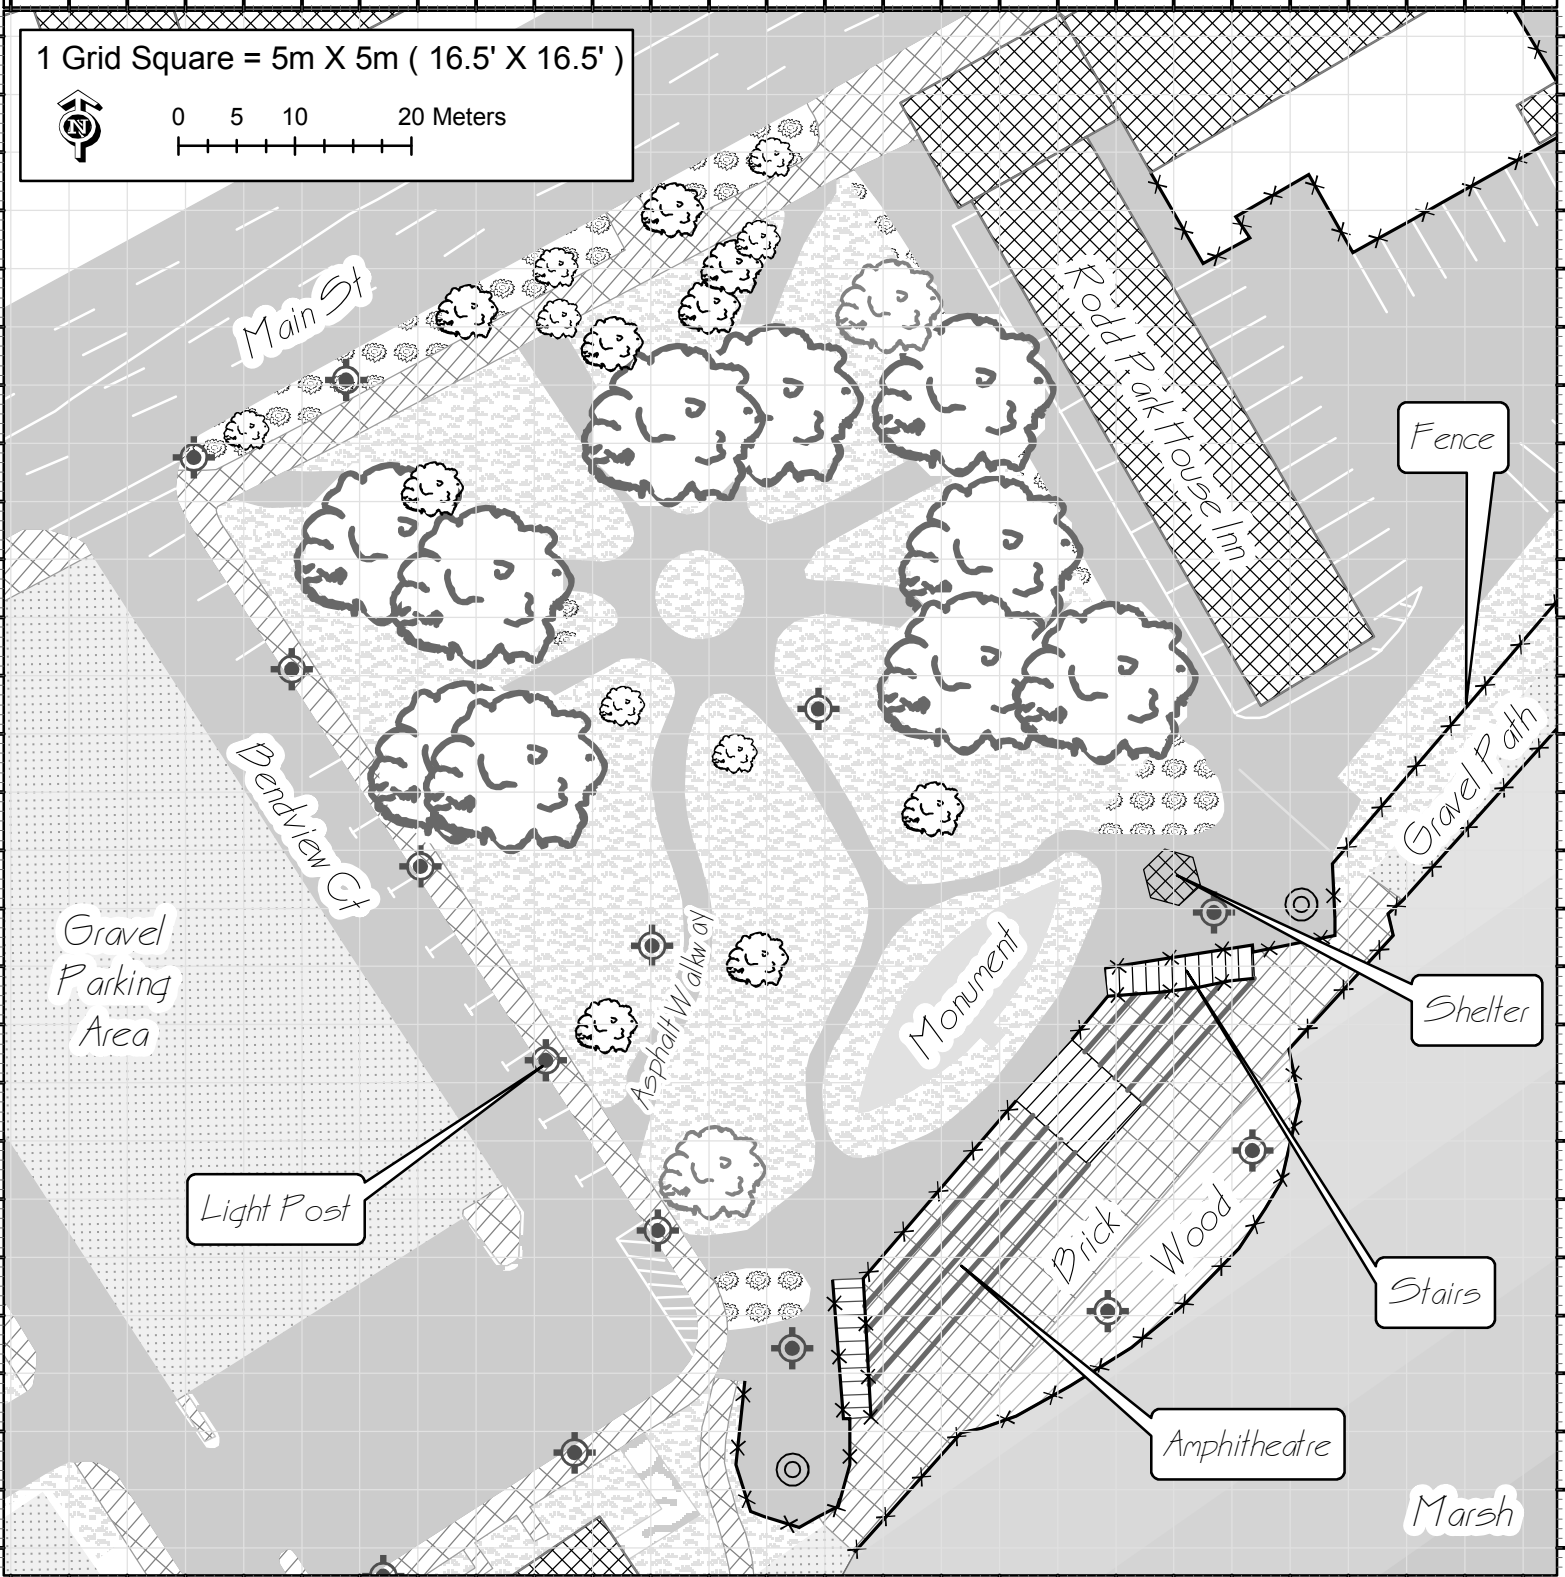 1 Grid Square = 5m X 5m ( 16.5' X 16.5' )
N
0 5 10 20 Meters
Main St
Rodd Park House Inn
Fence
Gravel Path
Bendview Ct
Gravel
Parking
Area
Asphalt Walkway
Monument
Shelter
Light Post
Brick
Wood
Stairs
Amphitheatre
Marsh